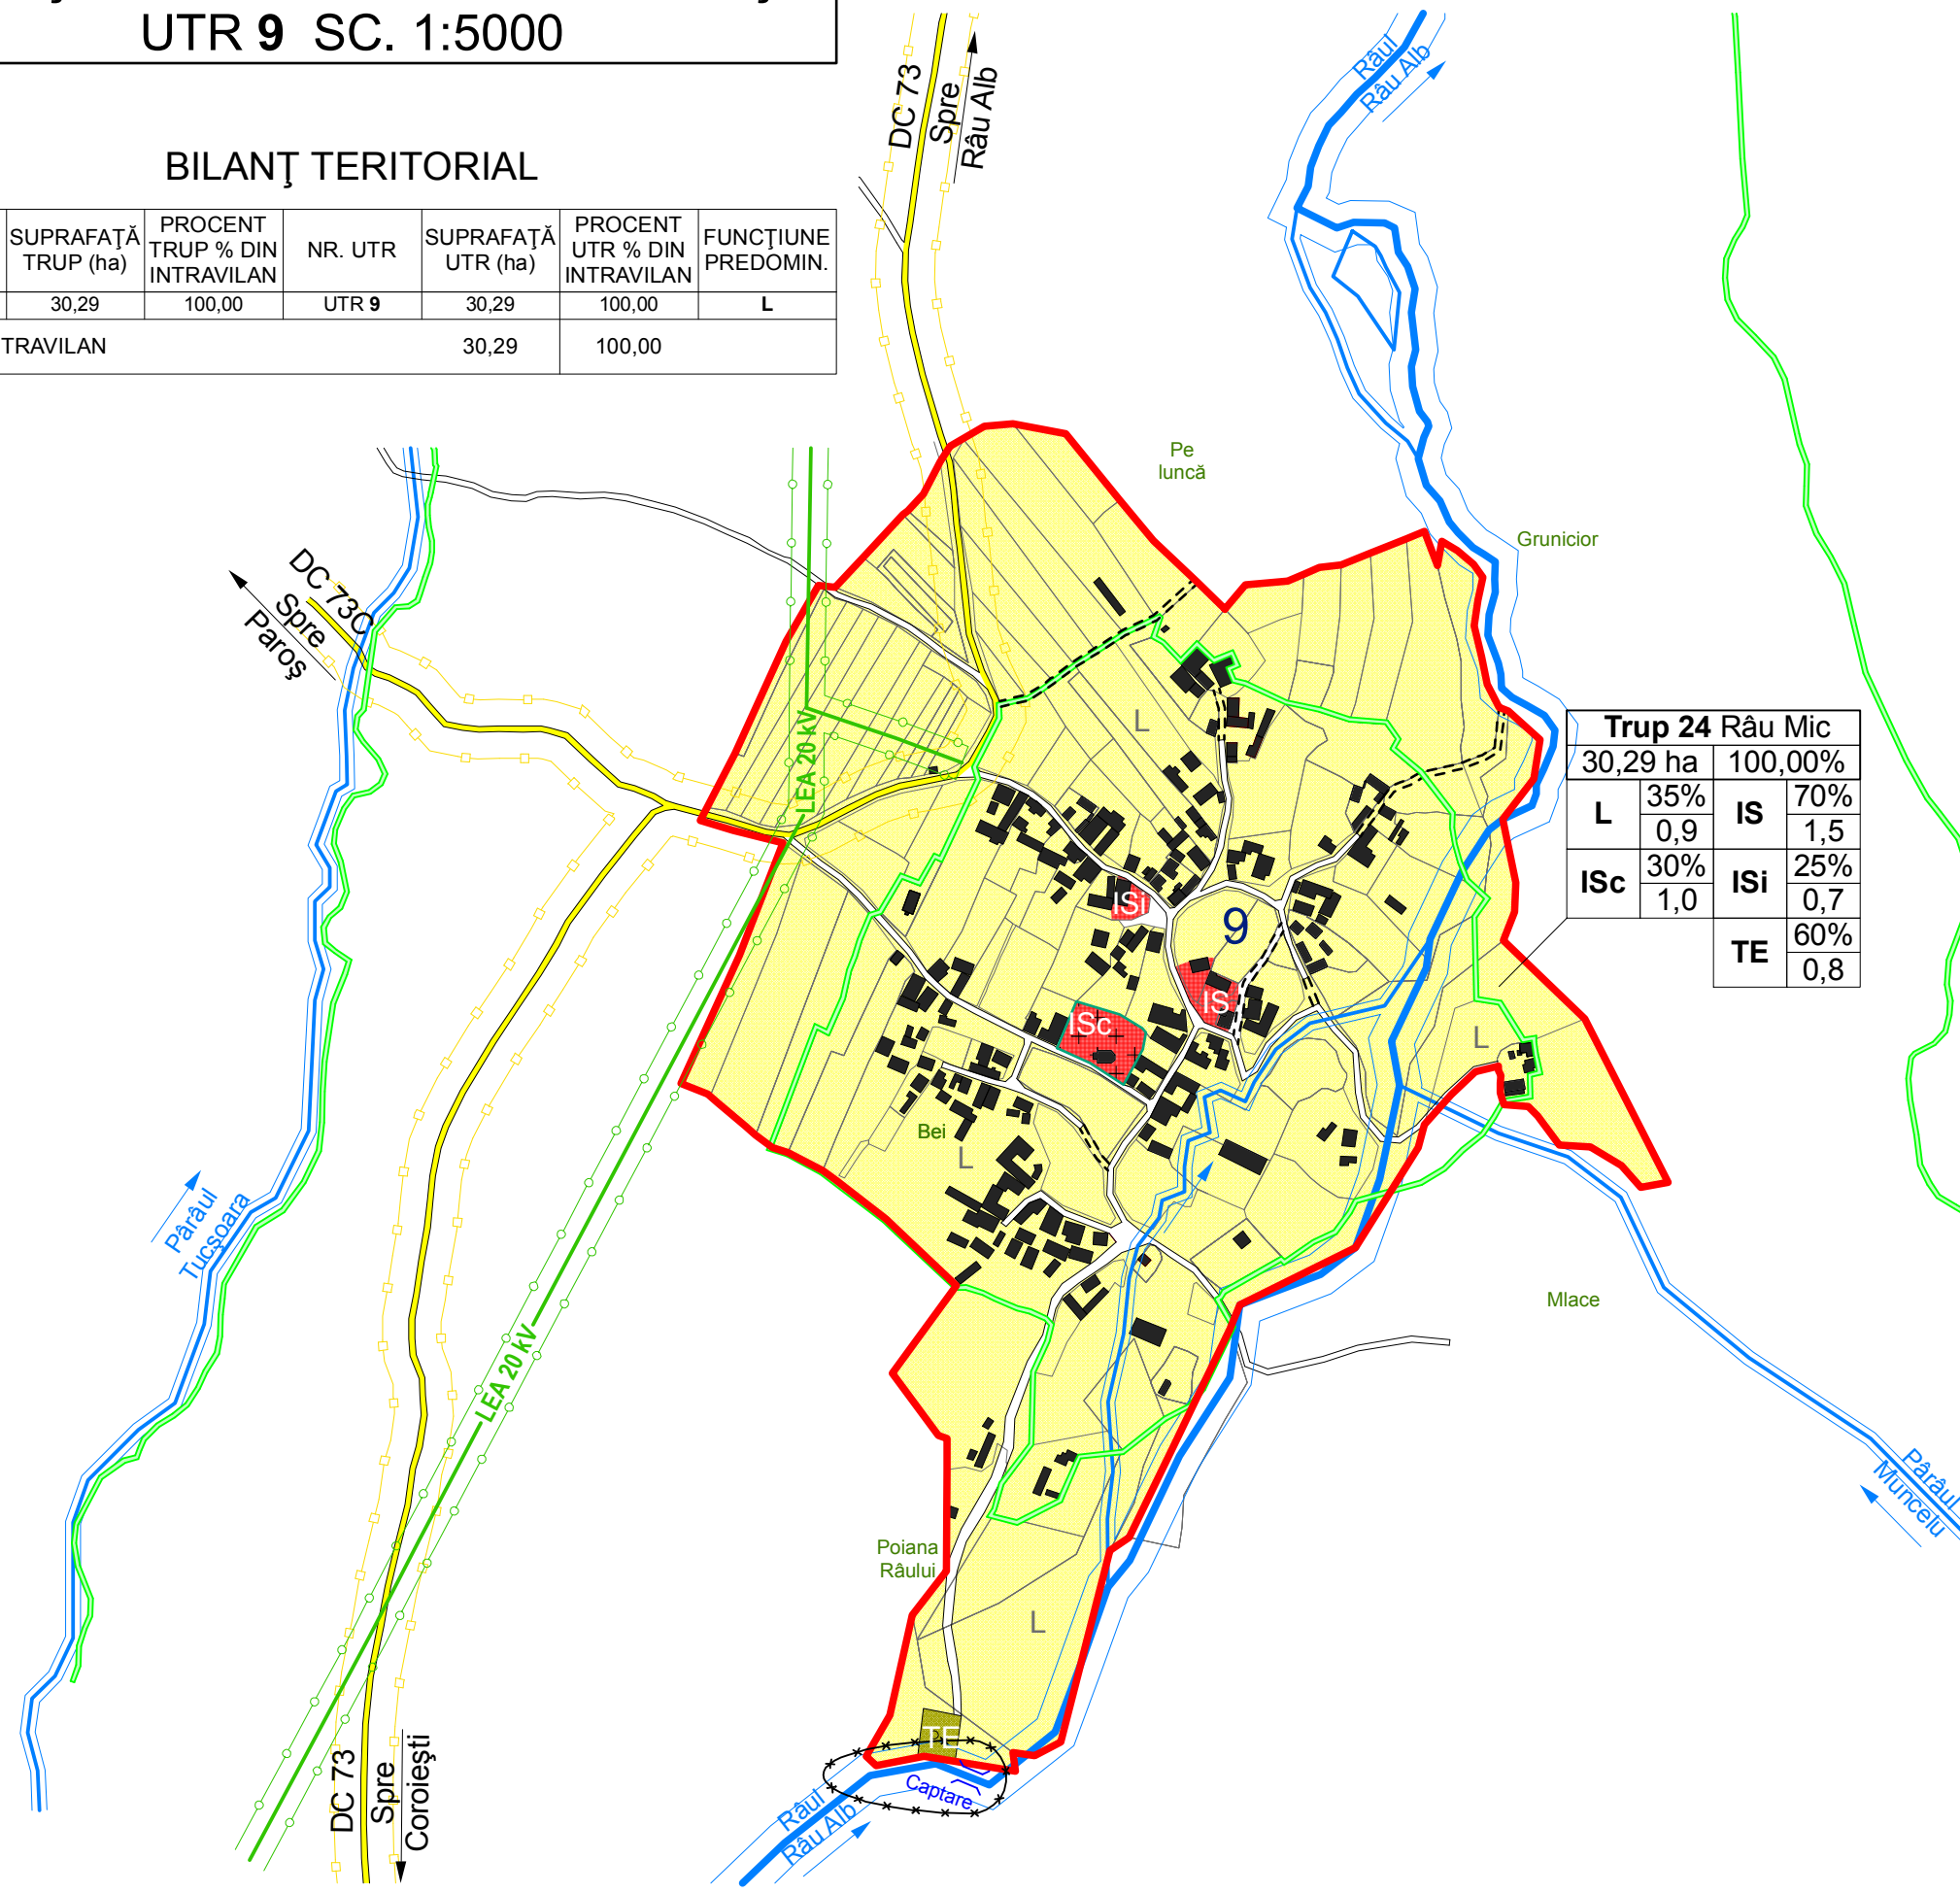 UTR 9 SC. 1:5000
BILANŢ TERITORIAL
SUPRAFAŢĂ TRUP (ha)
PROCENT TRUP % DIN INTRAVILAN
NR. UTR
SUPRAFAŢĂ UTR (ha)
PROCENT UTR % DIN INTRAVILAN
FUNCŢIUNE PREDOMIN.
30,29 100,00 UTR 9 30,29 100,00 L
TRAVILAN 30,29 100,00
DC 73
Spre
Râu Alb
Râul
Râu Alb
Pe
luncă
Grunicior
DC 73C
Spre
Paroş
LEA 20 kV
L
Trup 24 Râu Mic
30,29 ha 100,00%
L 35% 0,9 IS 70% 1,5
ISc 30% 1,0 ISi 25% 0,7
TE 60% 0,8
ISi
9
IS
ISc
L
Bei
L
Pârâul
Tucşoara
Mlace
LEA 20 kV
Pârâul
Muncelu
Poiana
Râului
L
TE
Captare
DC 73
Spre
Coroieşti
Râul
Râu Alb